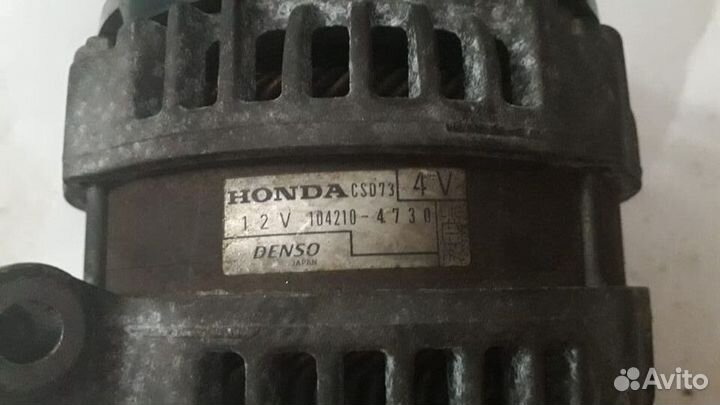 HONDA CSD73 4V
12V 104210-4730
DENSO
JAPAN
Avito